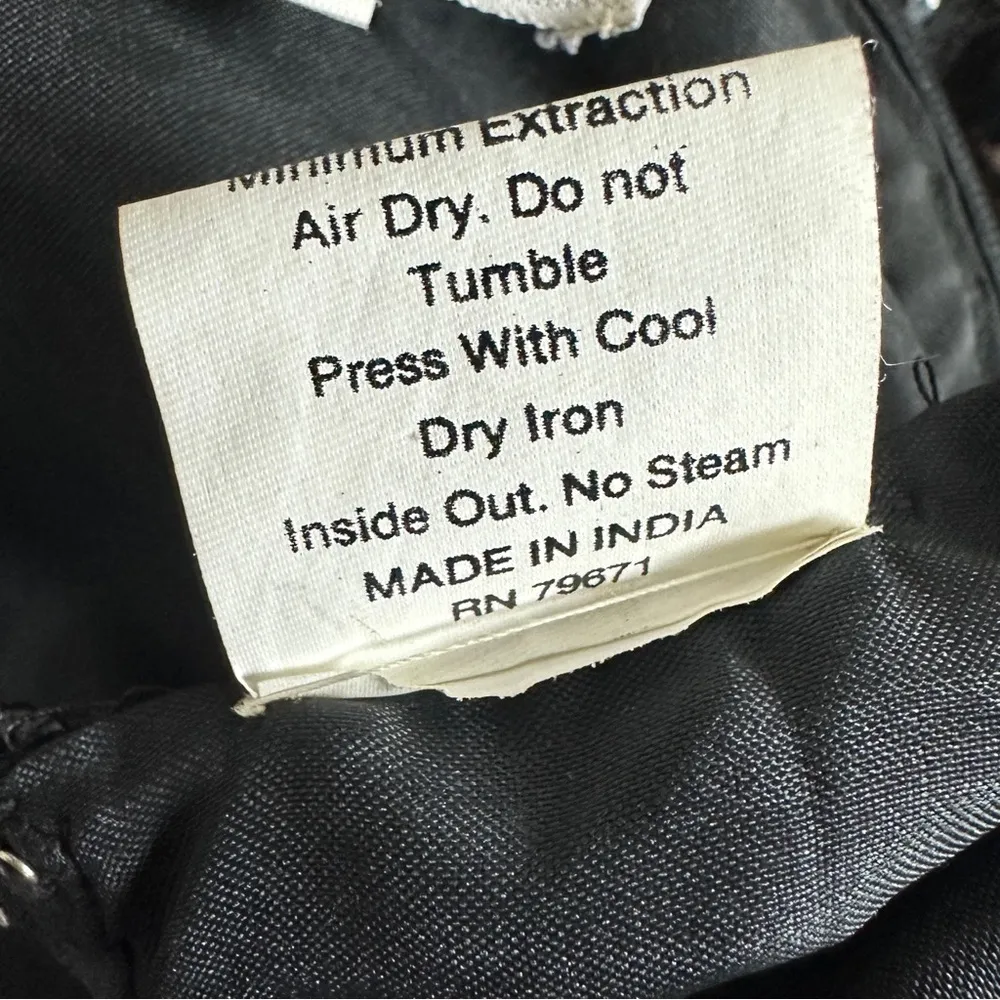 Minimum Extraction
Air Dry. Do not
Tumble
Press With Cool
Dry Iron
Inside Out. No Steam
MADE IN INDIA
RN 79671